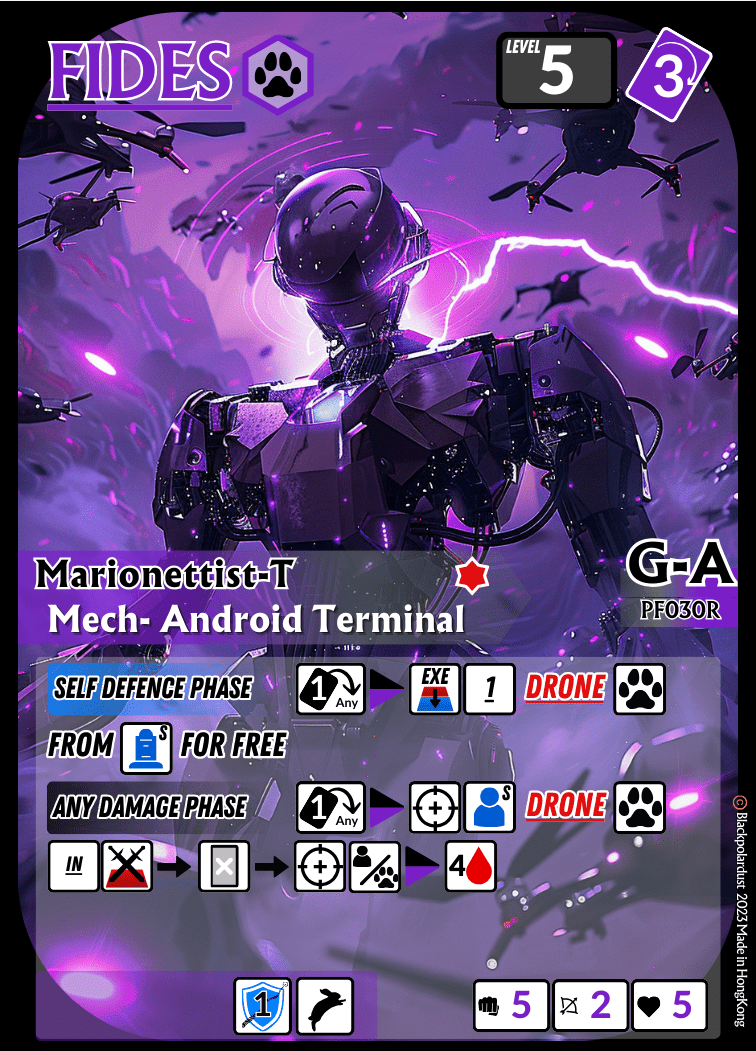 FIDES
LEVEL 5
3
Marionettist-T
G-A
Mech- Android Terminal
PF030R
SELF DEFENCE PHASE 1 Any EXE 1 DRONE
FROM S FOR FREE
ANY DAMAGE PHASE 1 Any S DRONE
IN 4
1 5 2 5
© Blackpolardust 2023 Made in HongKong